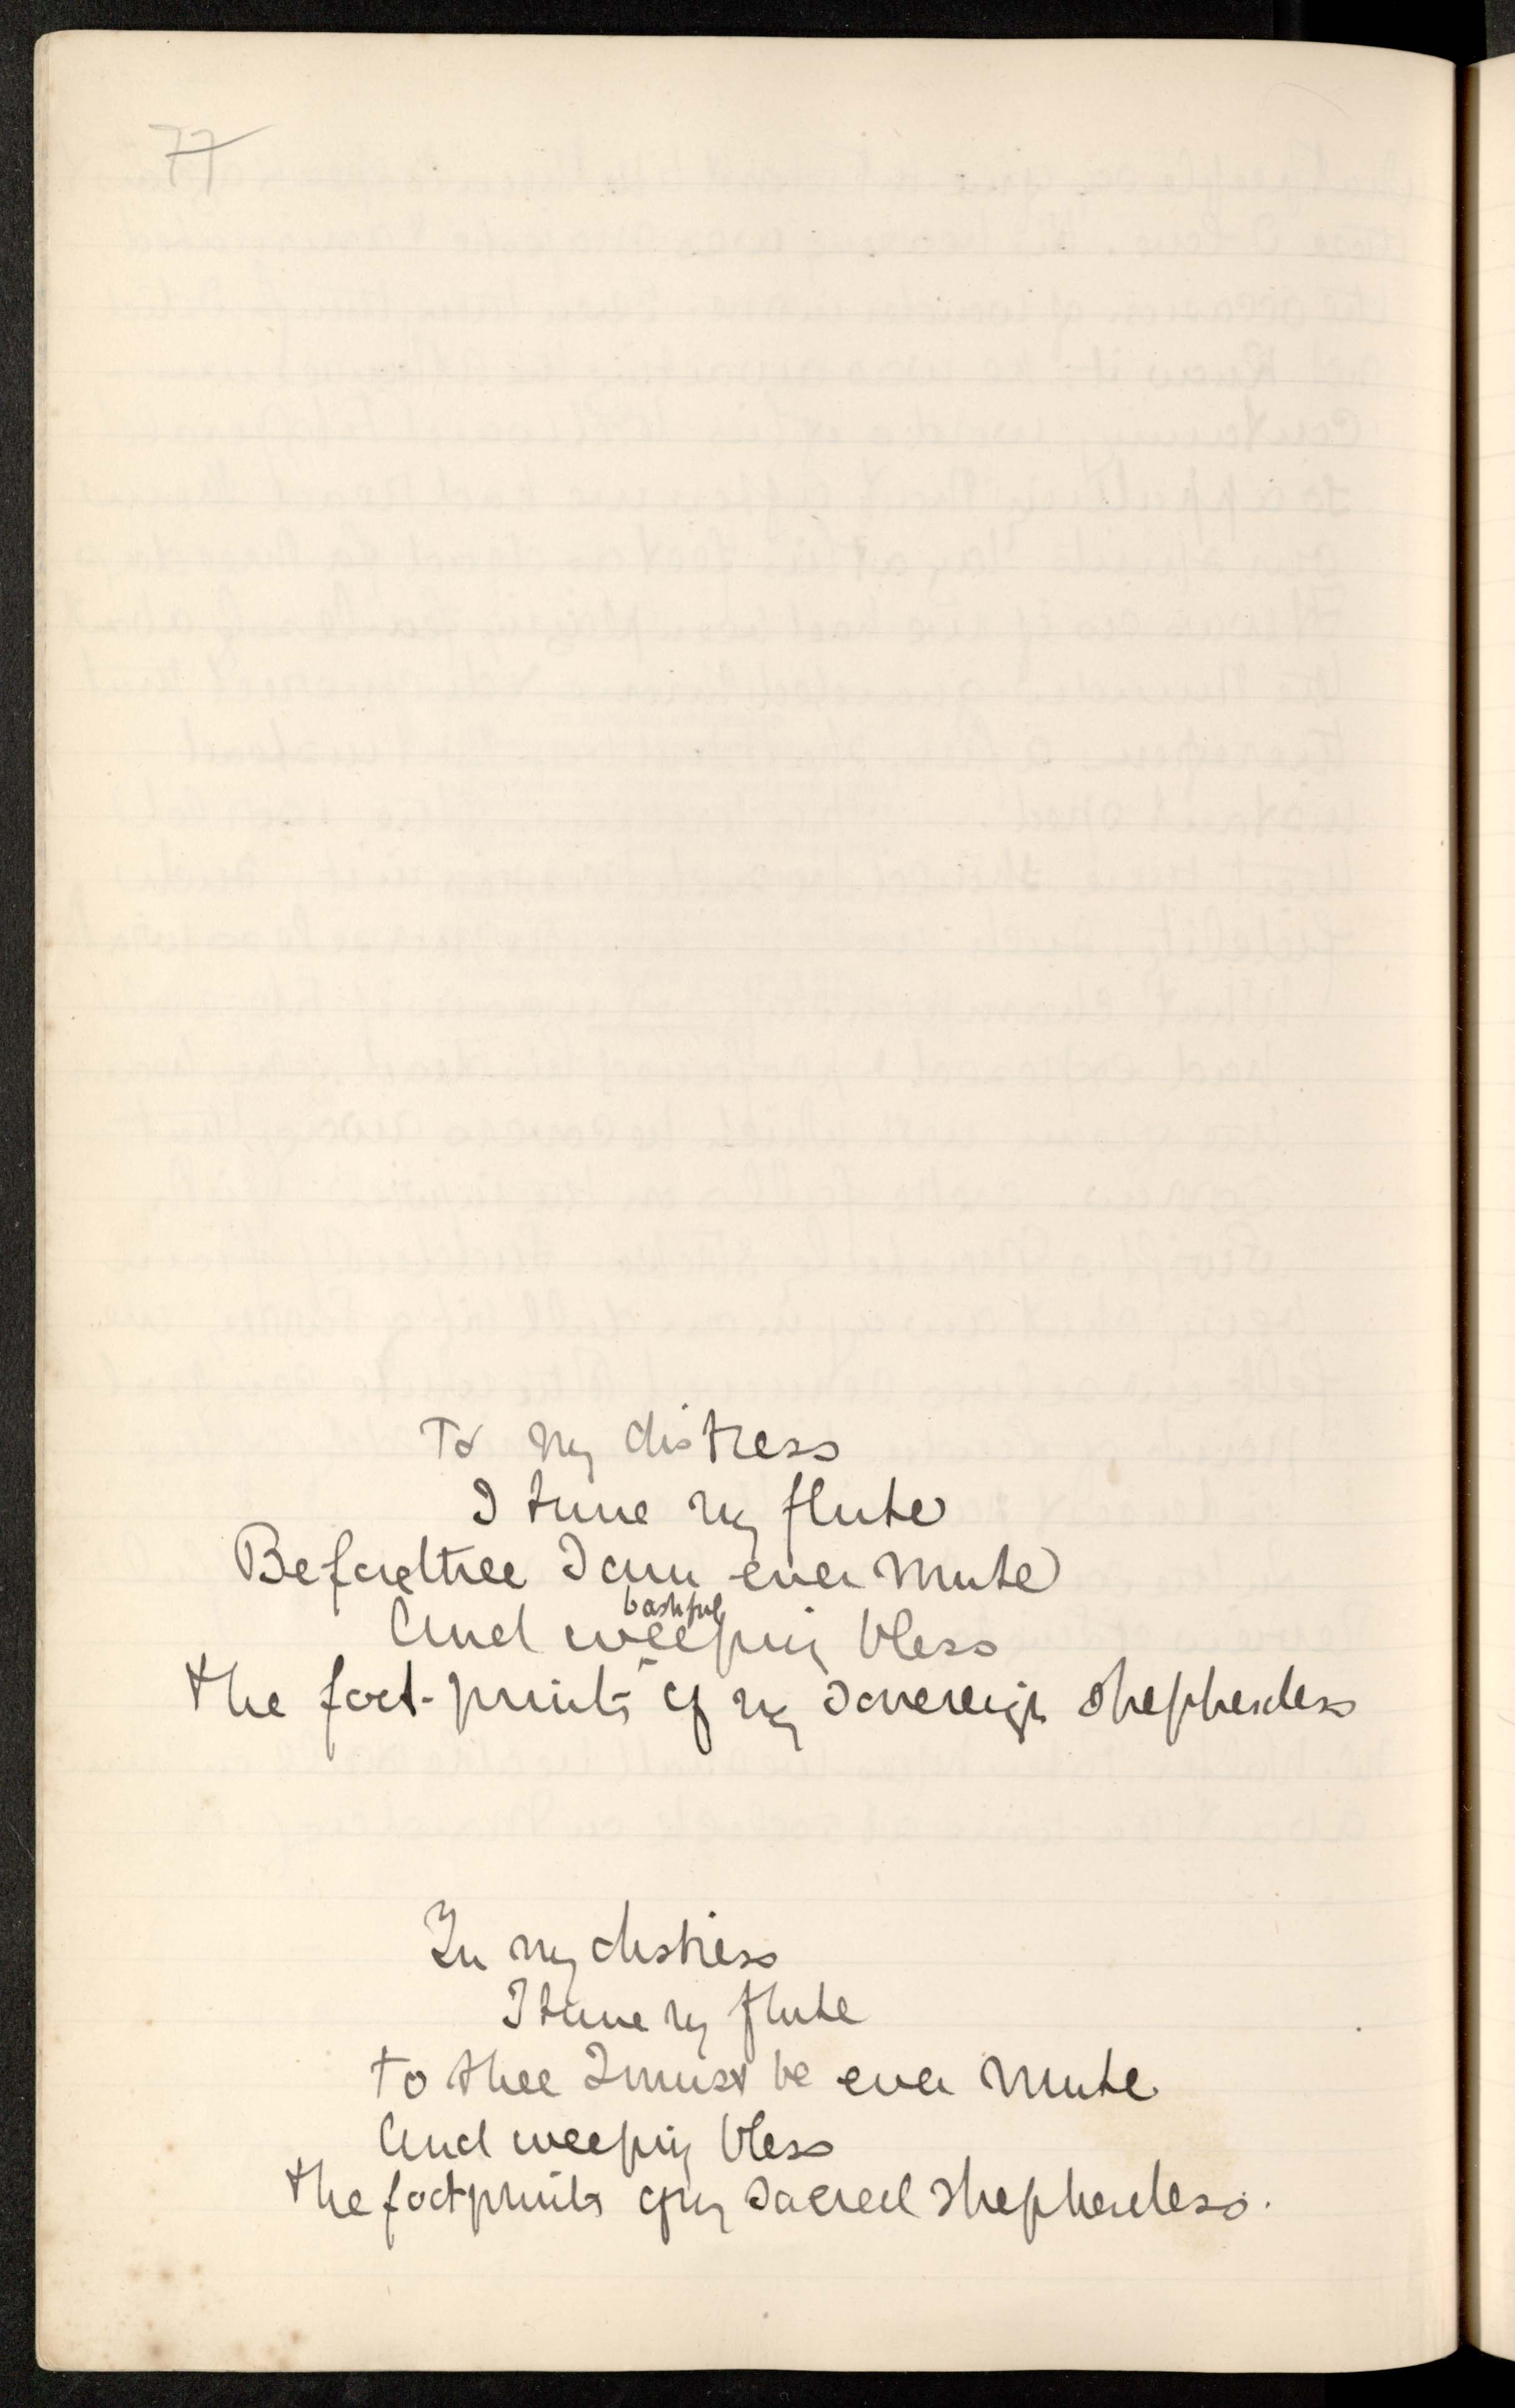 77
To my distress
I tune my flute
Before thee I am ever mute
bashful
And weeping bless
the foot-prints of my sovereign shepherdess
In my distress
I tune my flute
to thee I must be ever mute
And weeping bless
the footprints of my sacred shepherdess.